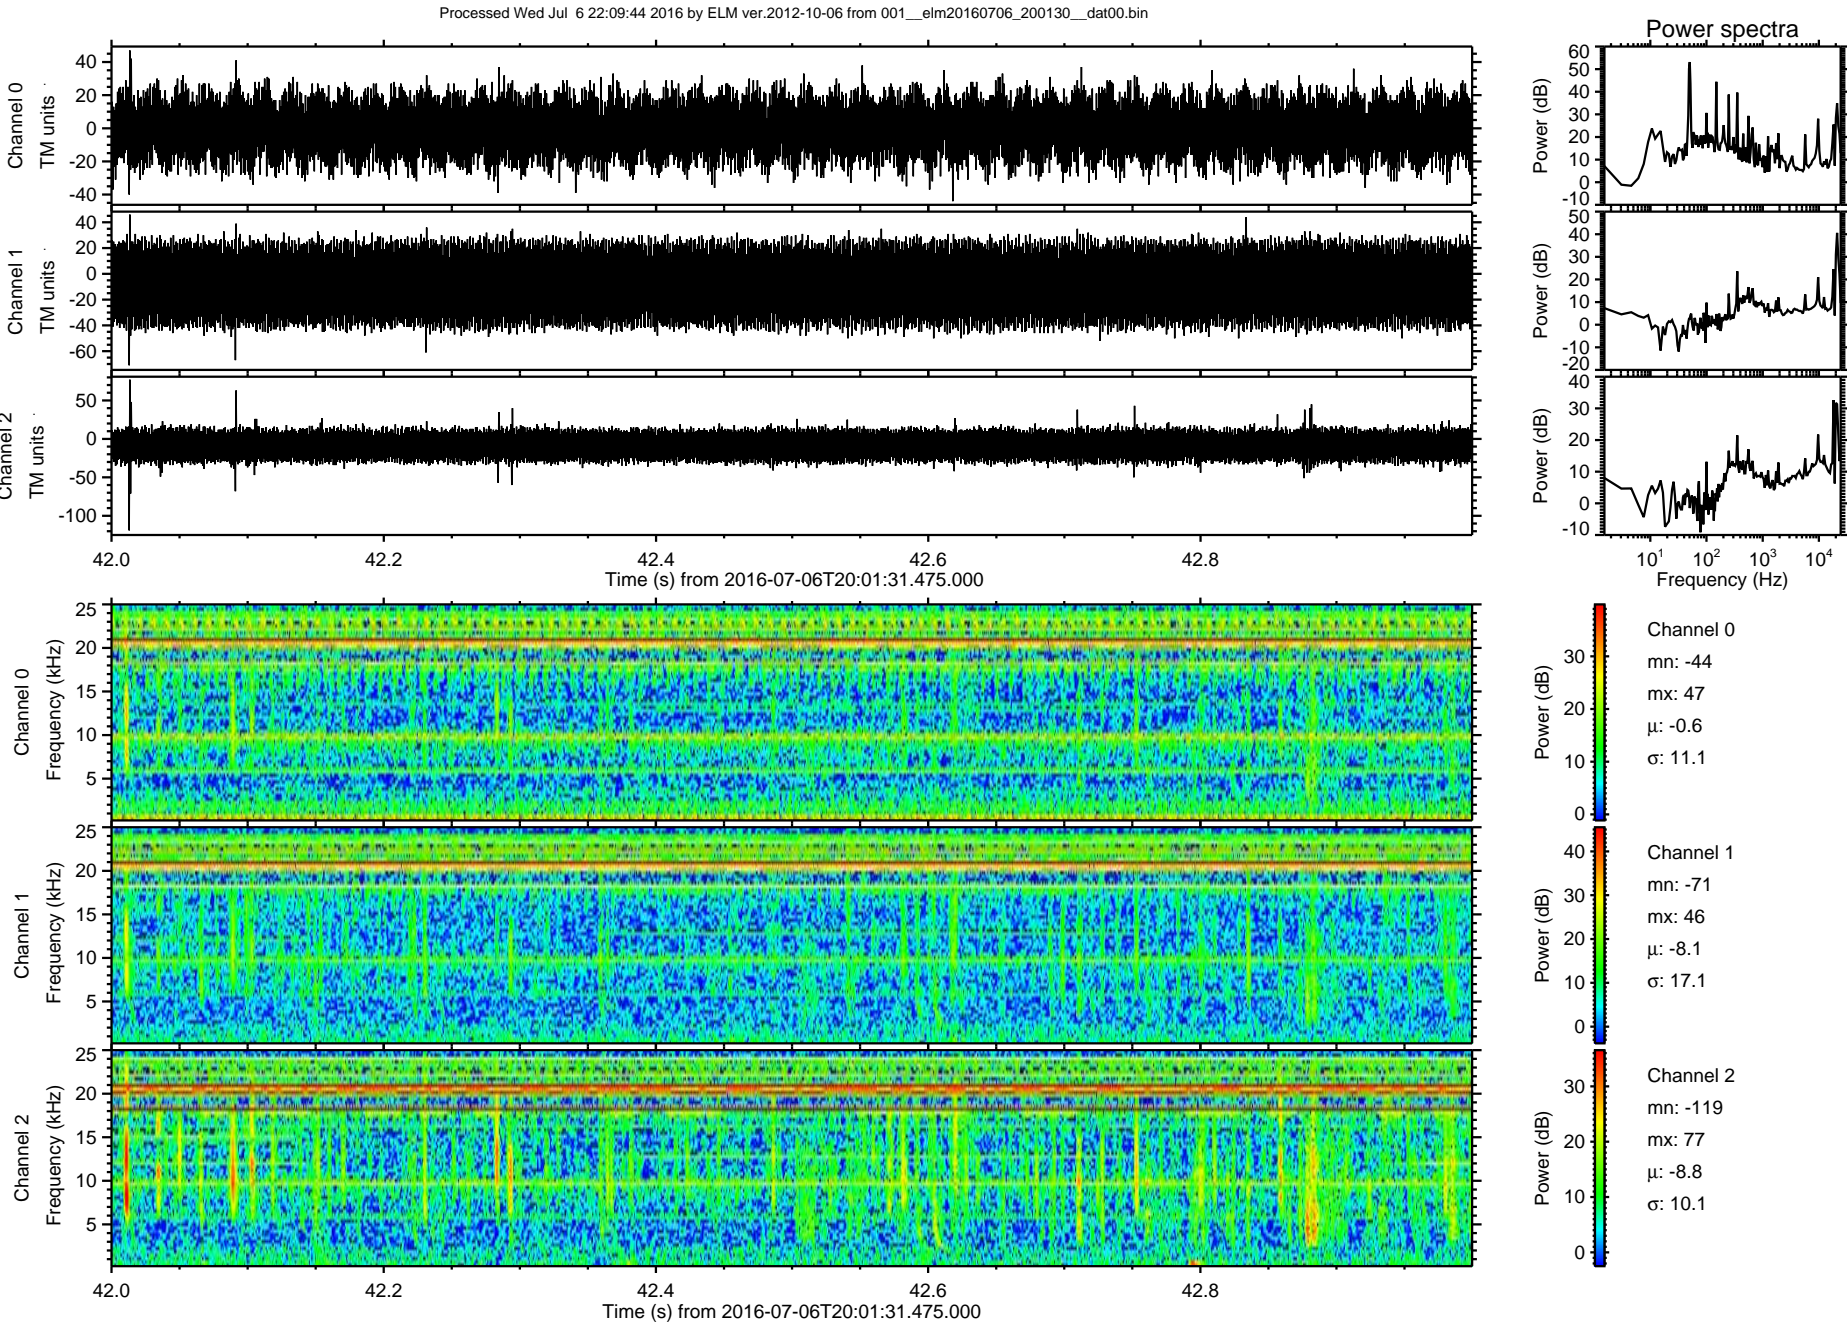 Processed Wed Jul  6 22:09:44 2016 by ELM ver.2012-10-06 from 001__elm20160706_200130__dat00.bin
Power spectra
Channel 0
TM units
40
20
0
-20
-40
Power (dB)
60
50
40
30
20
10
0
-10
Channel 1
TM units
40
20
0
-20
-40
-60
Power (dB)
50
40
30
20
10
0
-10
-20
Channel 2
TM units
50
0
-50
-100
Power (dB)
40
30
20
10
0
-10
42.0 42.2 42.4 42.6 42.8
Time (s) from 2016-07-06T20:01:31.475.000
10^1 10^2 10^3 10^4
Frequency (Hz)
Channel 0
Frequency (kHz)
25
20
15
10
5
Power (dB)
30
20
10
0
Channel 0
mn: -44
mx: 47
μ: -0.6
σ: 11.1
Channel 1
Frequency (kHz)
25
20
15
10
5
Power (dB)
40
30
20
10
0
Channel 1
mn: -71
mx: 46
μ: -8.1
σ: 17.1
Channel 2
Frequency (kHz)
25
20
15
10
5
Power (dB)
30
20
10
0
Channel 2
mn: -119
mx: 77
μ: -8.8
σ: 10.1
42.0 42.2 42.4 42.6 42.8
Time (s) from 2016-07-06T20:01:31.475.000